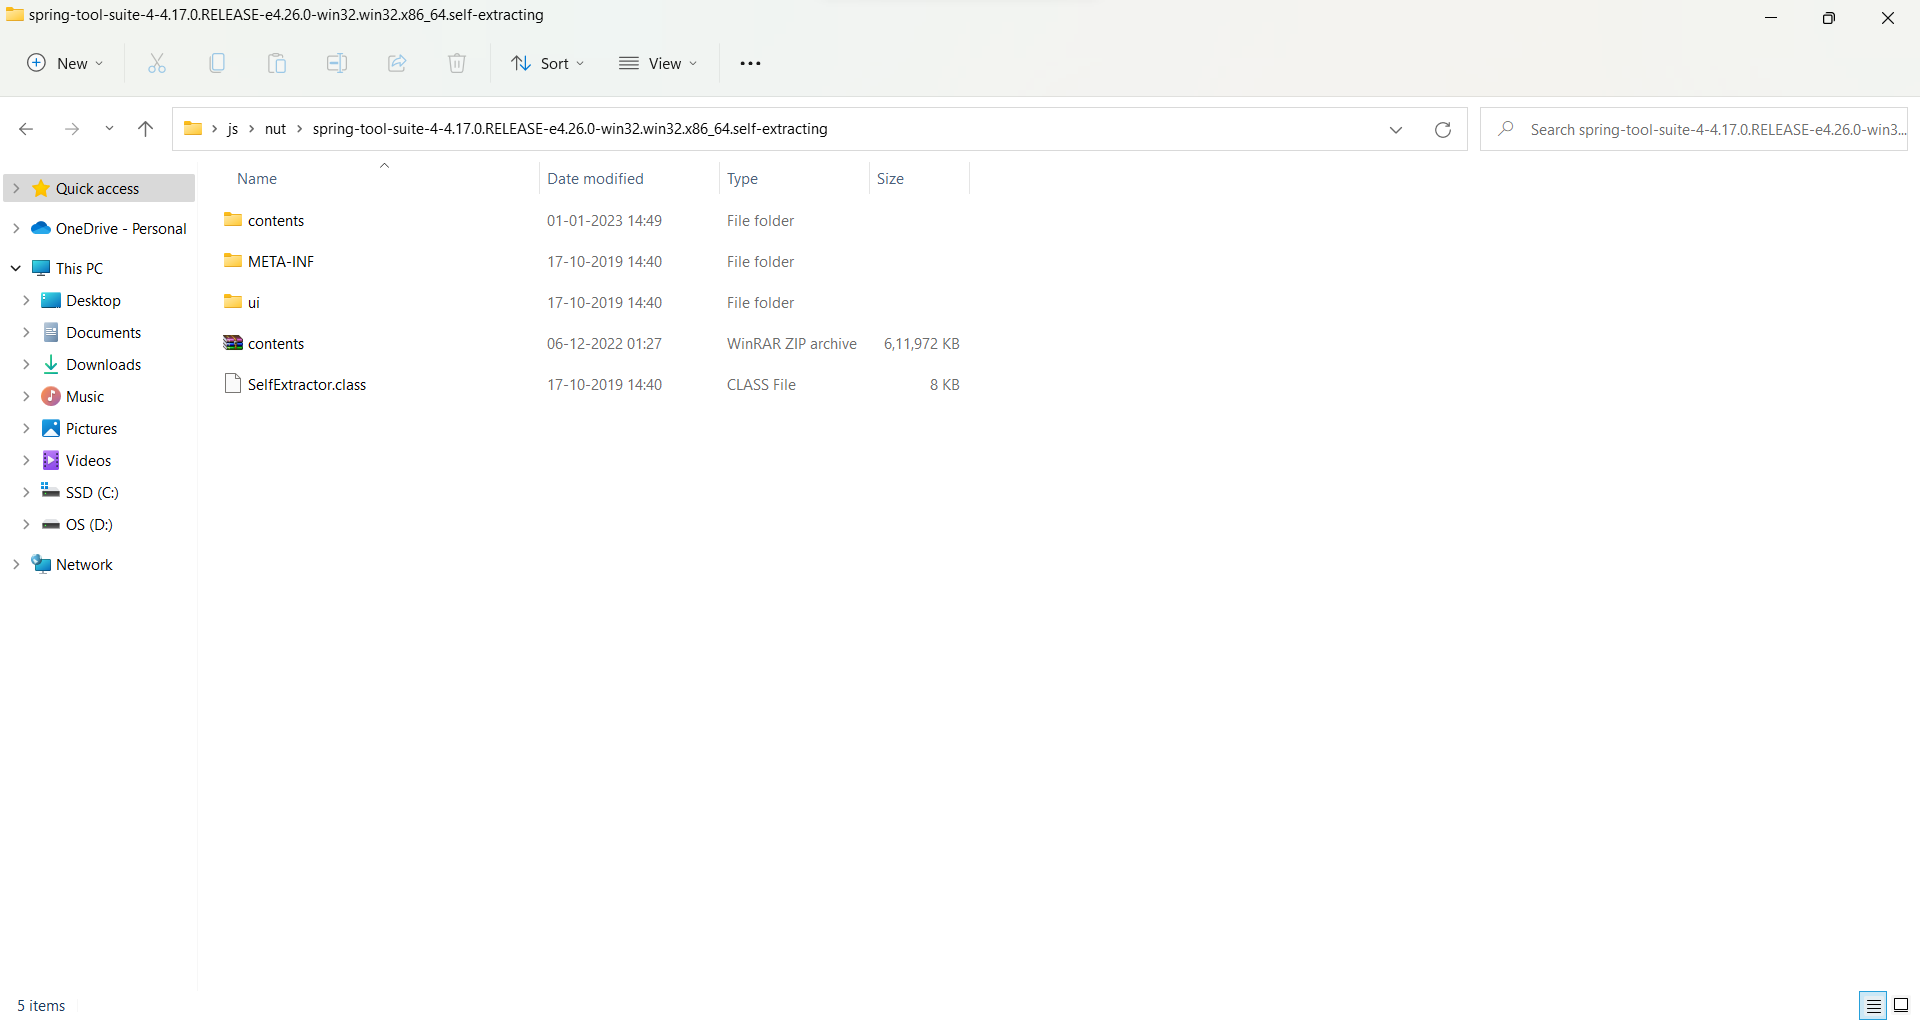 spring-tool-suite-4-4.17.0.RELEASE-e4.26.0-win32.win32.x86_64.self-extracting
New Sort View
js nut spring-tool-suite-4-4.17.0.RELEASE-e4.26.0-win32.win32.x86_64.self-extracting
Search spring-tool-suite-4-4.17.0.RELEASE-e4.26.0-win3...
Quick access
OneDrive - Personal
This PC
Desktop
Documents
Downloads
Music
Pictures
Videos
SSD (C:)
OS (D:)
Network
Name Date modified Type Size
contents 01-01-2023 14:49 File folder
META-INF 17-10-2019 14:40 File folder
ui 17-10-2019 14:40 File folder
contents 06-12-2022 01:27 WinRAR ZIP archive 6,11,972 KB
SelfExtractor.class 17-10-2019 14:40 CLASS File 8 KB
5 items